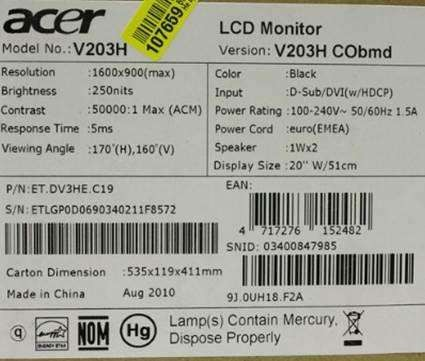 acer
107659
LCD Monitor
Model No.:V203H
Version: V203H CObmd
Resolution :1600x900(max)
Brightness :250nits
Contrast :50000:1 Max (ACM)
Response Time :5ms
Viewing Angle :170˚(H),160˚(V)
Color :Black
Input :D-Sub/DVI(w/HDCP)
Power Rating :100-240V~ 50/60Hz 1.5A
Power Cord :euro(EMEA)
Speaker :1Wx2
Display Size :20'' W/51cm
P/N:ET.DV3HE.C19
S/N: ETLGP0D0690340211F8572
EAN:
4 717276 152482
SNID: 03400847985
Carton Dimension :535x119x411mm
Made in China Aug 2010
9J.0UH18.F2A
ENERGY STAR
NOM
Hg
Lamp(s) Contain Mercury,
Dispose Properly